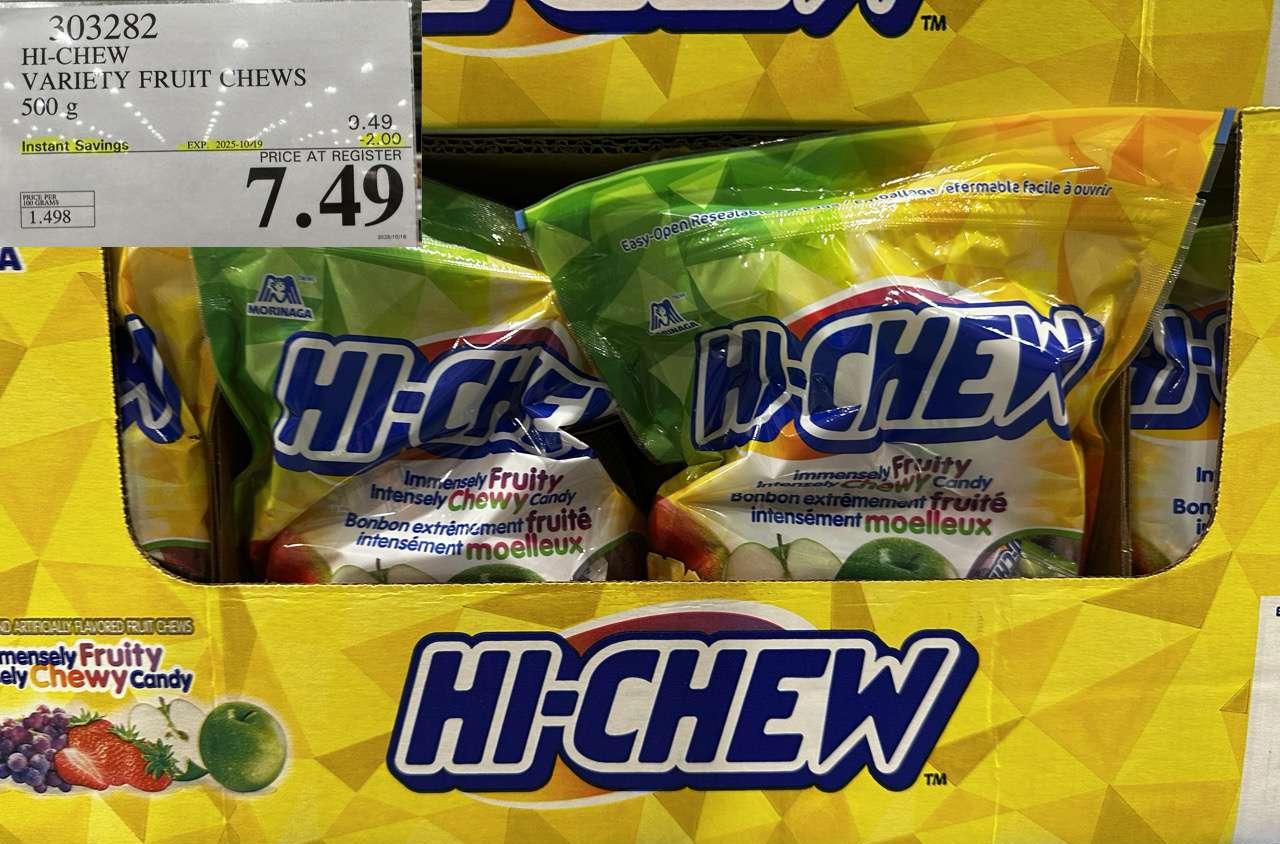 303282
HI-CHEW
VARIETY FRUIT CHEWS
500 g
9.49
Instant Savings EXP. 2025-10-19 -2.00
PRICE AT REGISTER
7.49
PRICE PER
100 GRAMS
1.498
TM
MORINAGA
HI-CHEW
Immensely Fruity
Intensely Chewy Candy
Bonbon extrêmement fruité
intensément moelleux
Easy-Open Resealable refermable facile à ouvrir
MORINAGA
HI-CHEW
Immensely Fruity
Intensely Chewy Candy
Bonbon extrêmement fruité
intensément moelleux
ARTIFICIALLY FLAVORED FRUIT CHEWS
Fruity
Chewy Candy
HI-CHEW
TM